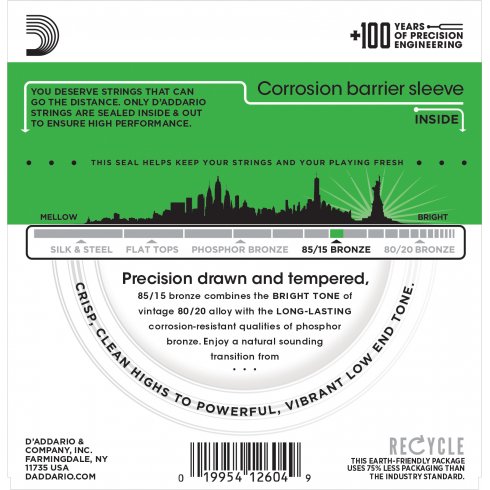 D'Addario
+100 YEARS
OF PRECISION
ENGINEERING
YOU DESERVE STRINGS THAT CAN
GO THE DISTANCE. ONLY D'ADDARIO
STRINGS ARE SEALED INSIDE & OUT
TO ENSURE HIGH PERFORMANCE.
Corrosion barrier sleeve
INSIDE
• • • THIS SEAL HELPS KEEP YOUR STRINGS AND YOUR PLAYING FRESH • • •
MELLOW
BRIGHT
SILK & STEEL FLAT TOPS PHOSPHOR BRONZE 85/15 BRONZE 80/20 BRONZE
Precision drawn and tempered,
85/15 bronze combines the BRIGHT TONE of
vintage 80/20 alloy with the LONG-LASTING
corrosion-resistant qualities of phosphor
bronze. Enjoy a natural sounding
transition from
• • •
CRISP, CLEAN HIGHS TO POWERFUL, VIBRANT LOW END TONE.
D'ADDARIO &
COMPANY, INC.
FARMINGDALE, NY
11735 USA
DADDARIO.COM
0 19954 12604 9
RECYCLE
THIS EARTH-FRIENDLY PACKAGE
USES 75% LESS PACKAGING THAN
THE INDUSTRY STANDARD.